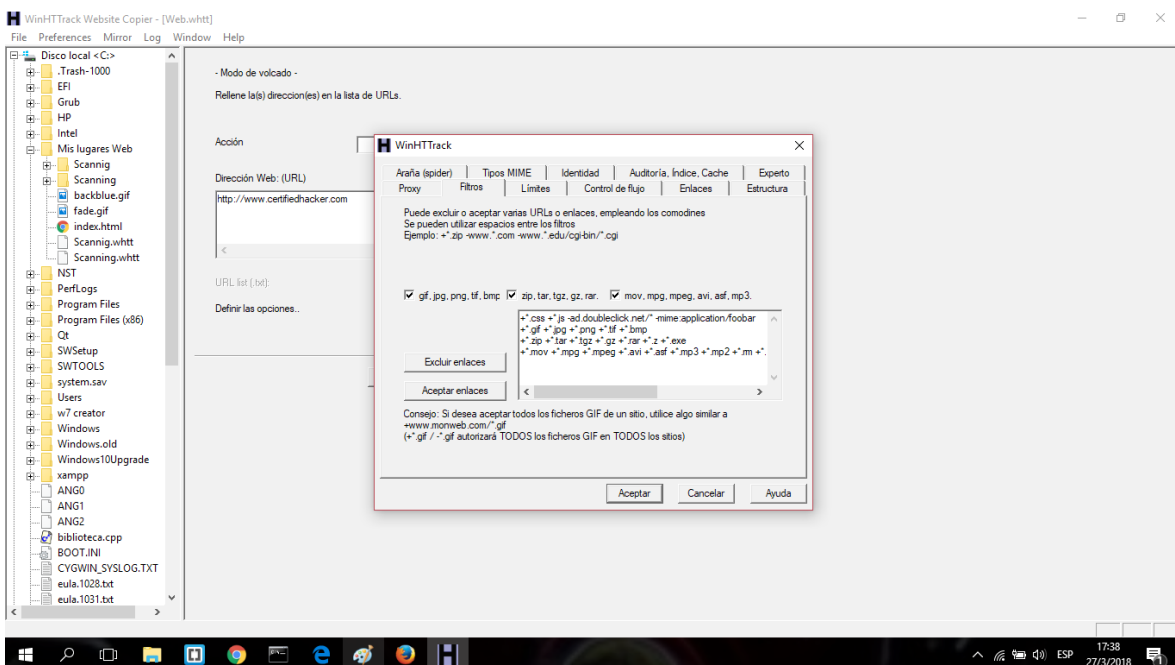 WinHTTrack Website Copier - [Web.whtt]
File Preferences Mirror Log Window Help
Disco local <C:>
.Trash-1000
EFI
Grub
HP
Intel
Mis lugares Web
Scannig
Scanning
backblue.gif
fade.gif
index.html
Scannig.whtt
Scanning.whtt
NST
PerfLogs
Program Files
Program Files (x86)
Qt
SWSetup
SWTOOLS
system.sav
Users
w7 creator
Windows
Windows.old
Windows10Upgrade
xampp
ANG0
ANG1
ANG2
biblioteca.cpp
BOOT.INI
CYGWIN_SYSLOG.TXT
eula.1028.txt
eula.1031.txt
- Modo de volcado -
Rellene la(s) direccion(es) en la lista de URLs.
Acción
Dirección Web: (URL)
http://www.certifiedhacker.com
URL list (.txt):
Definir las opciones..
WinHTTrack
Araña (spider) Tipos MIME Identidad Auditoría, Índice, Cache Experto
Proxy Filtros Límites Control de flujo Enlaces Estructura
Puede excluir o aceptar varias URLs o enlaces, empleando los comodines
Se pueden utilizar espacios entre los filtros
Ejemplo: +*.zip -www.*.com -www.*.edu/cgi-bin/*.cgi
gif, jpg, png, tif, bmp zip, tar, tgz, gz, rar. mov, mpg, mpeg, avi, asf, mp3.
+*.css +*.js -ad.doubleclick.net/* -mime:application/foobar
+*.gif +*.jpg +*.png +*.tif +*.bmp
+*.zip +*.tar +*.tgz +*.gz +*.rar +*.z +*.exe
+*.mov +*.mpg +*.mpeg +*.avi +*.asf +*.mp3 +*.mp2 +*.rm +*.
Excluir enlaces
Aceptar enlaces
Consejo: Si desea aceptar todos los ficheros GIF de un sitio, utilice algo similar a
+www.monweb.com/*.gif
(+*.gif / -*.gif autorizará TODOS los ficheros GIF en TODOS los sitios)
Aceptar Cancelar Ayuda
ESP
17:38
27/3/2018